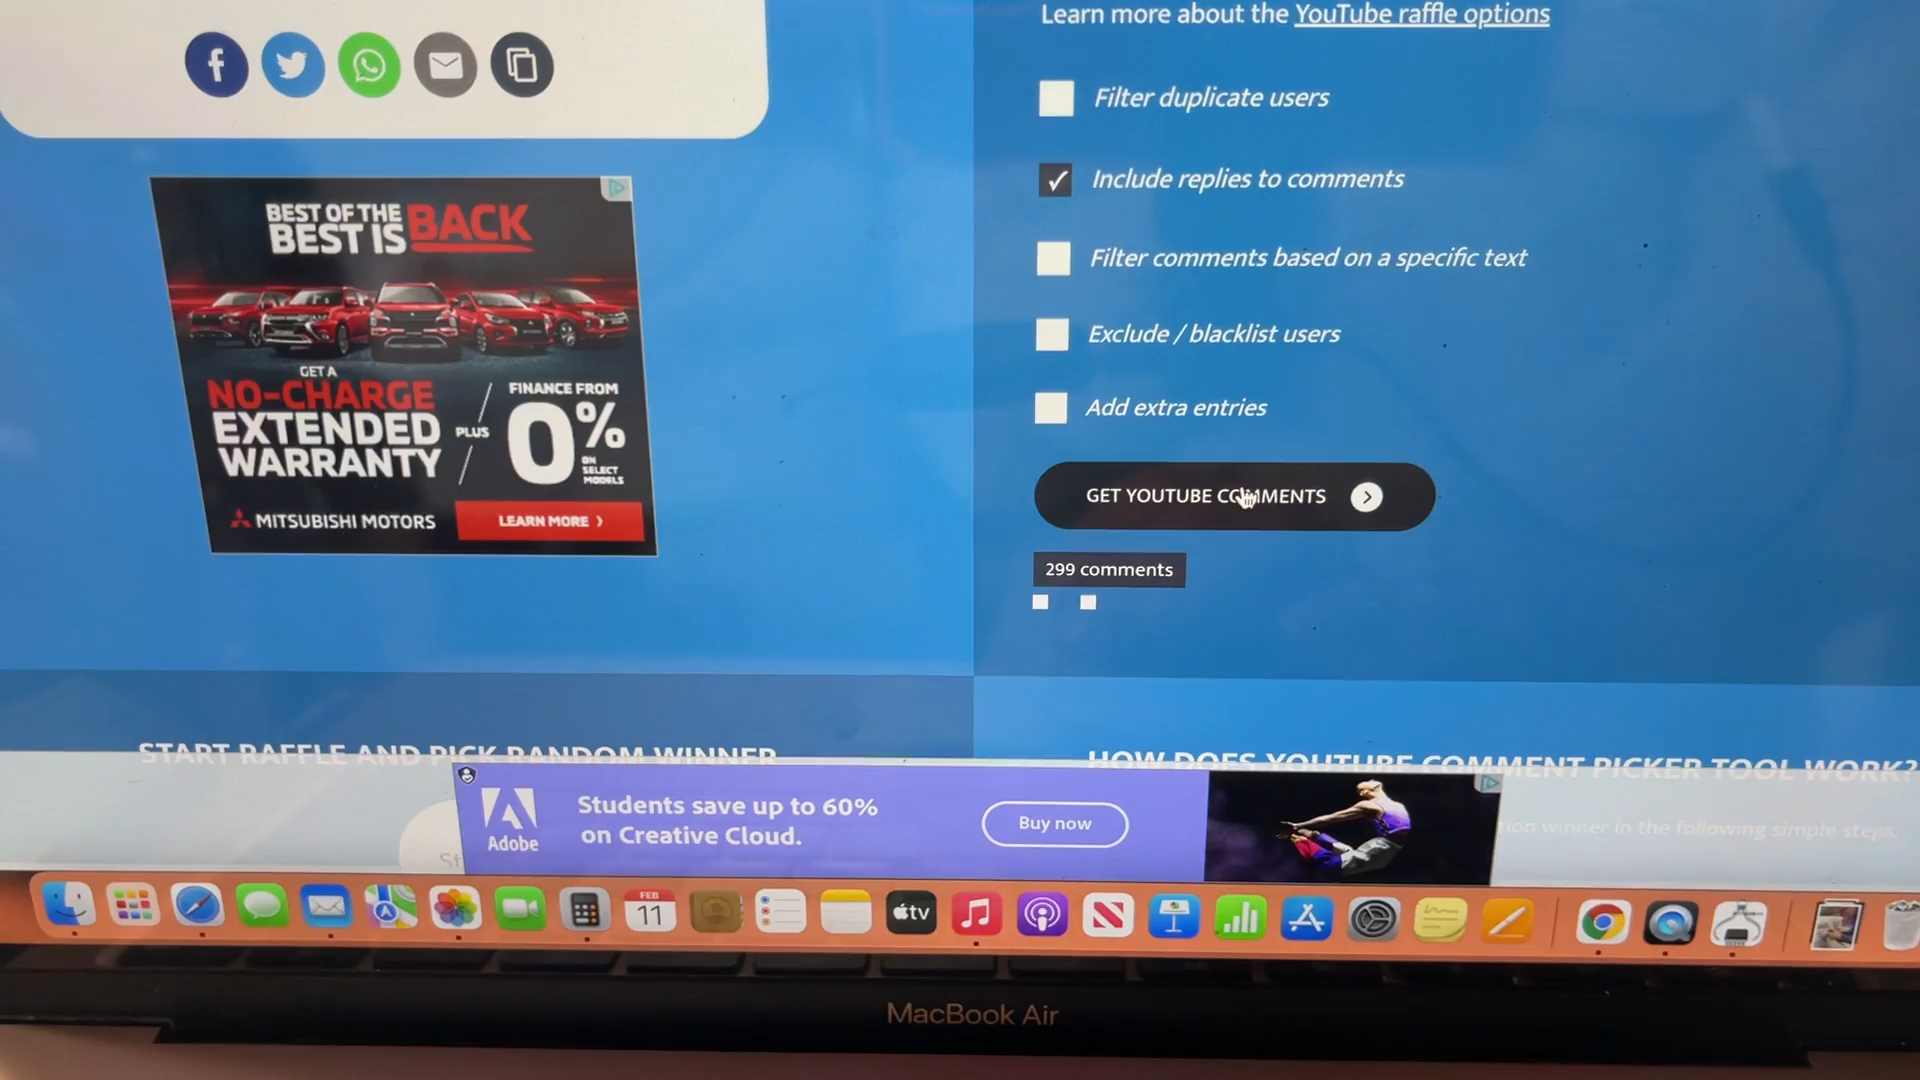 Learn more about the YouTube raffle options
Filter duplicate users
Include replies to comments
Filter comments based on a specific text
Exclude / blacklist users
Add extra entries
GET YOUTUBE COMMENTS
299 comments
BEST OF THE
BEST IS BACK
GET A
NO-CHARGE
EXTENDED
WARRANTY
PLUS
FINANCE FROM
0%
ON
SELECT
MODELS
MITSUBISHI MOTORS
LEARN MORE
START RAFFLE AND PICK RANDOM WINNER
HOW DOES YOUTUBE COMMENT PICKER TOOL WORK?
Adobe
Students save up to 60%
on Creative Cloud.
Buy now
winner in the following simple steps.
FEB
11
tv
MacBook Air